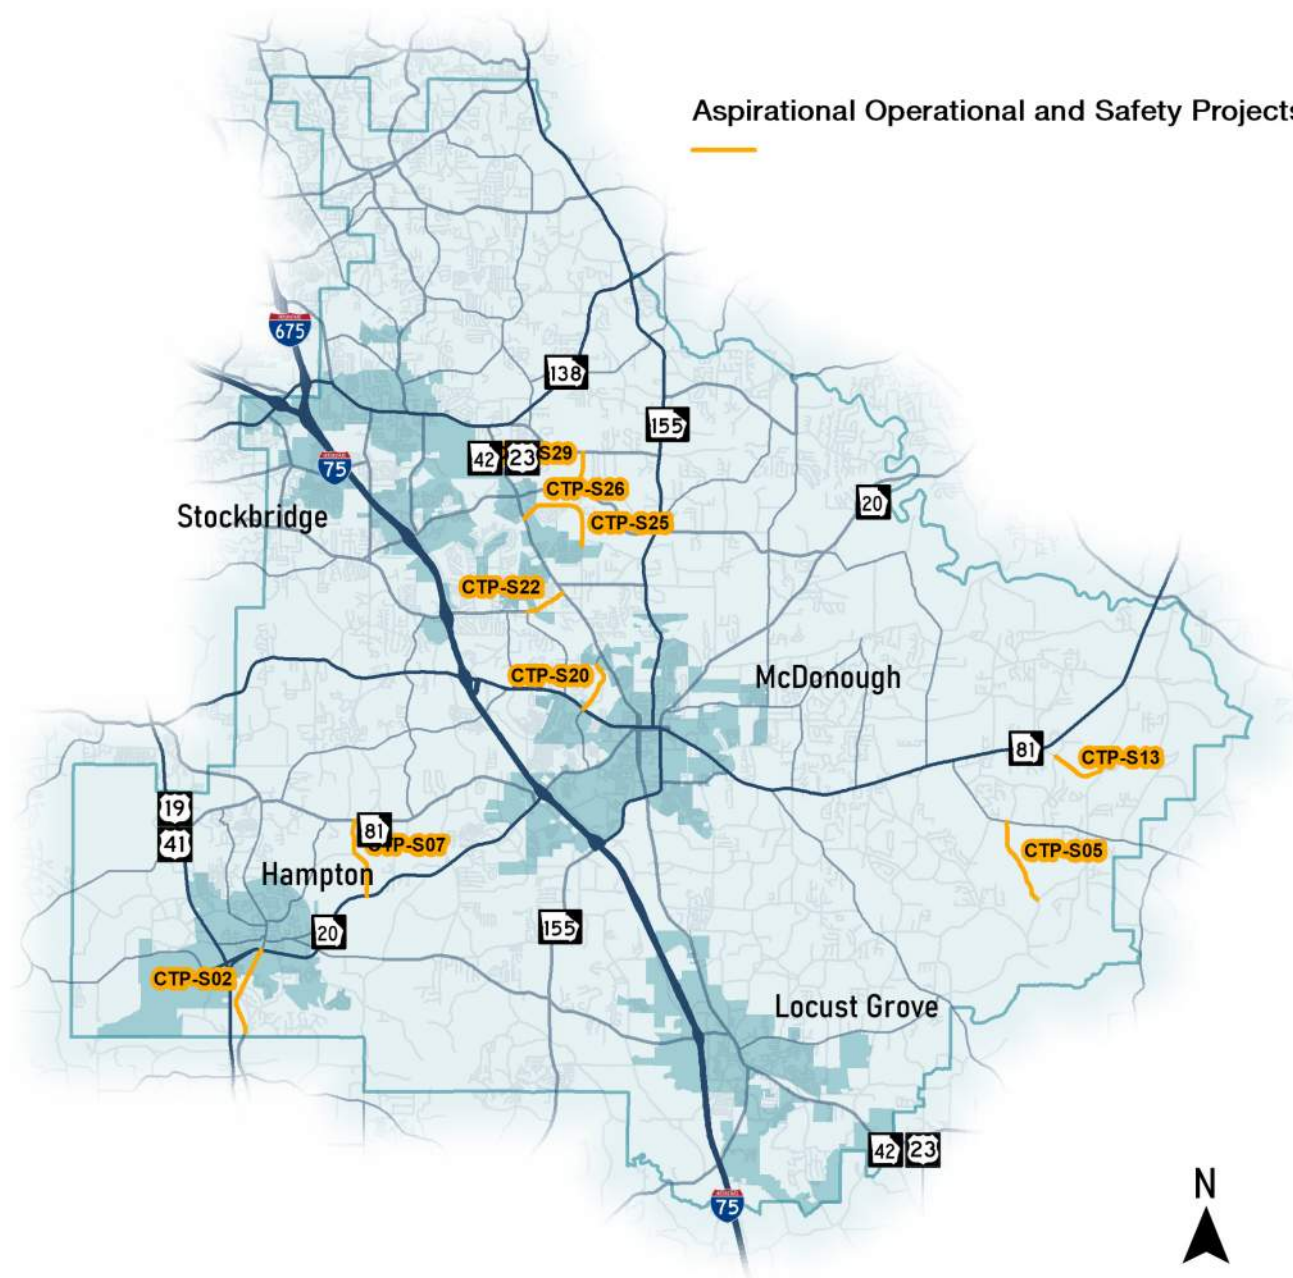 Aspirational Operational and Safety Projects
675
138
155
75
42 23 S29
CTP-S26
20
Stockbridge
CTP-S25
CTP-S22
CTP-S20
McDonough
81
CTP-S13
19
81
41
CTP-S07
CTP-S05
Hampton
20
155
CTP-S02
Locust Grove
42 23
N
75